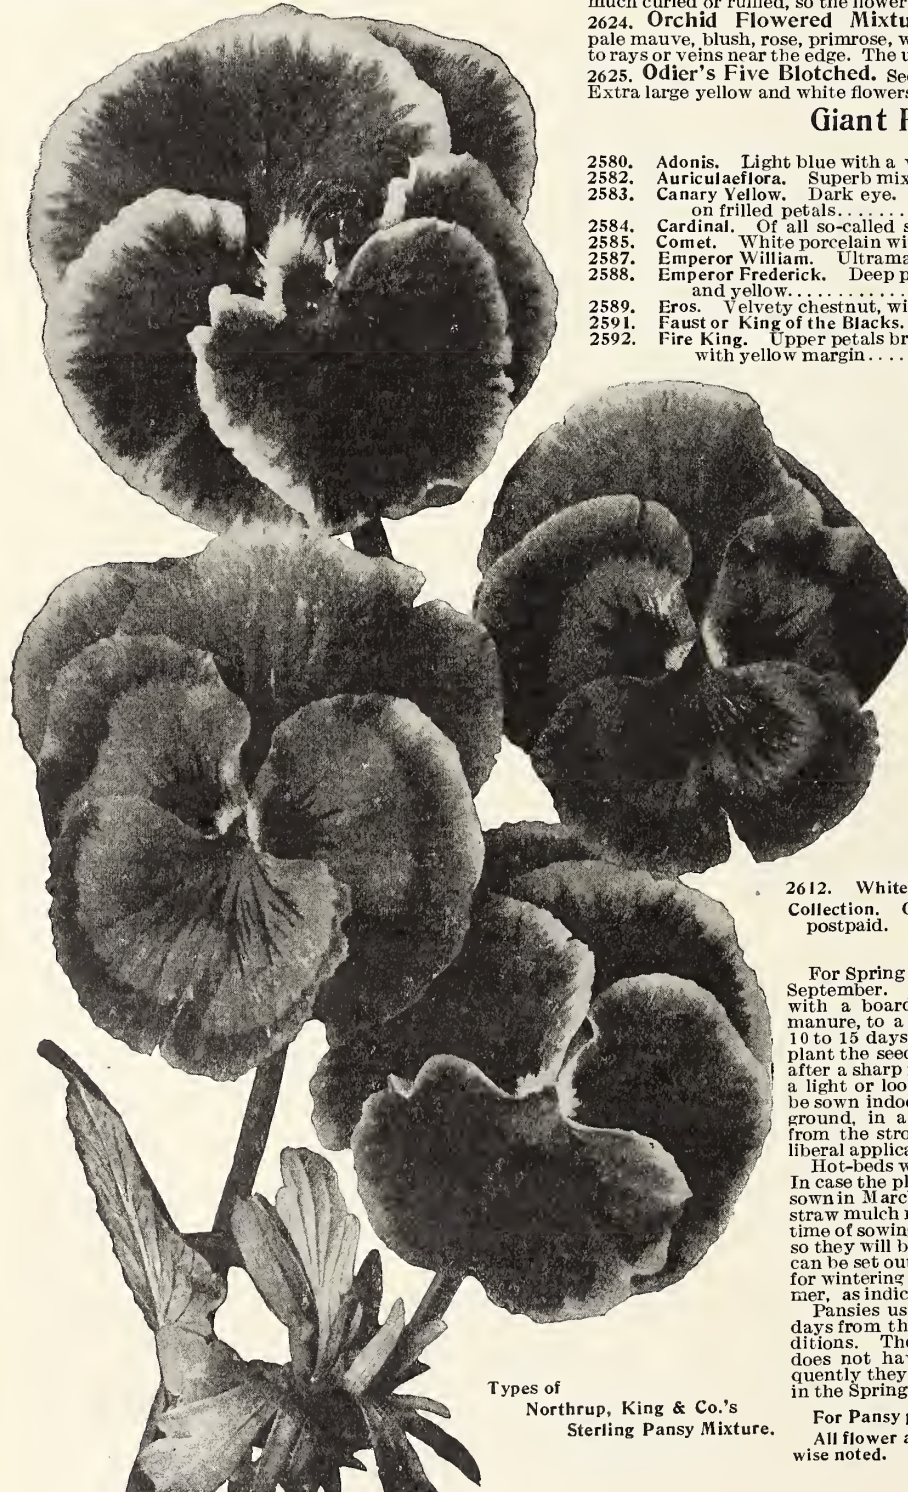 much curled or ruffled, so the flower
2624. Orchid Flowered Mixtu
pale mauve, blush, rose, primrose, w
to rays or veins near the edge. The u
2625. Odier's Five Blotched. See
Extra large yellow and white flowers
Giant P
2580. Adonis. Light blue with a
2582. Auriculaeflora. Superb mix
2583. Canary Yellow. Dark eye.
on frilled petals.......
2584. Cardinal. Of all so-called s
2585. Comet. White porcelain wi
2587. Emperor William. Ultrama
2588. Emperor Frederick. Deep p
and yellow............
2589. Eros. Velvety chestnut, wi
2591. Faust or King of the Blacks.
2592. Fire King. Upper petals br
with yellow margin....
2612. White
Collection.
postpaid.
For Spring
September.
with a board
manure, to a
10 to 15 days
plant the seed
after a sharp
a light or loo
be sown indoo
ground, in a
from the stro
liberal applica
Hot-beds w
In case the pl
sown in Marc
straw mulch
time of sowin
so they will b
can be set ou
for wintering
mer, as indic
Pansies us
days from th
ditions. The
does not ha
quently they
in the Spring
For Pansy
All flower a
wise noted.
Types of
Northrup, King & Co.'s
Sterling Pansy Mixture.